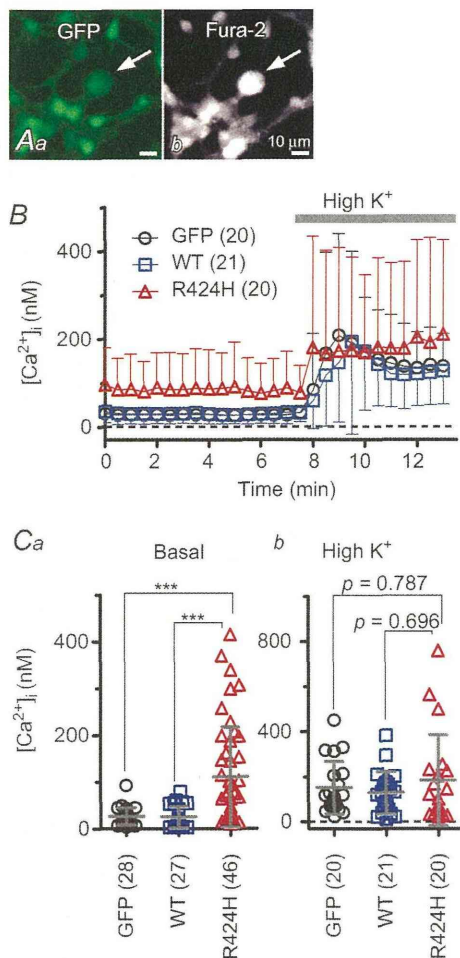 GFP Fura-2
Aa b 10 µm
B High K⁺
400 GFP (20)
WT (21)
R424H (20)
200
0
[Ca²⁺]ᵢ (nM)
0 2 4 6 8 10 12
Time (min)
Ca Basal b High K⁺
*** p = 0.787
*** p = 0.696
400 800
200 400
0 0
[Ca²⁺]ᵢ (nM)
GFP (28) WT (27) R424H (46) GFP (20) WT (21) R424H (20)